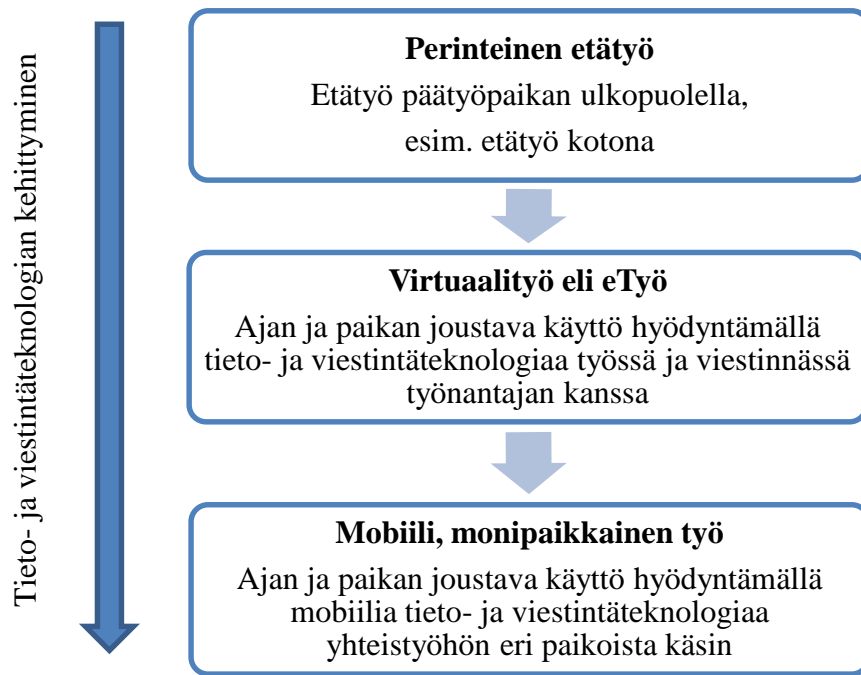 Tieto- ja viestintäteknologian kehittyminen
Perinteinen etätyö
Etätyö päätyöpaikan ulkopuolella,
esim. etätyö kotona
Virtuaalityö eli eTyö
Ajan ja paikan joustava käyttö hyödyntämällä
tieto- ja viestintäteknologiaa työssä ja viestinnässä
työnantajan kanssa
Mobiili, monipaikkainen työ
Ajan ja paikan joustava käyttö hyödyntämällä
mobiilia tieto- ja viestintäteknologiaa
yhteistyöhön eri paikoista käsin